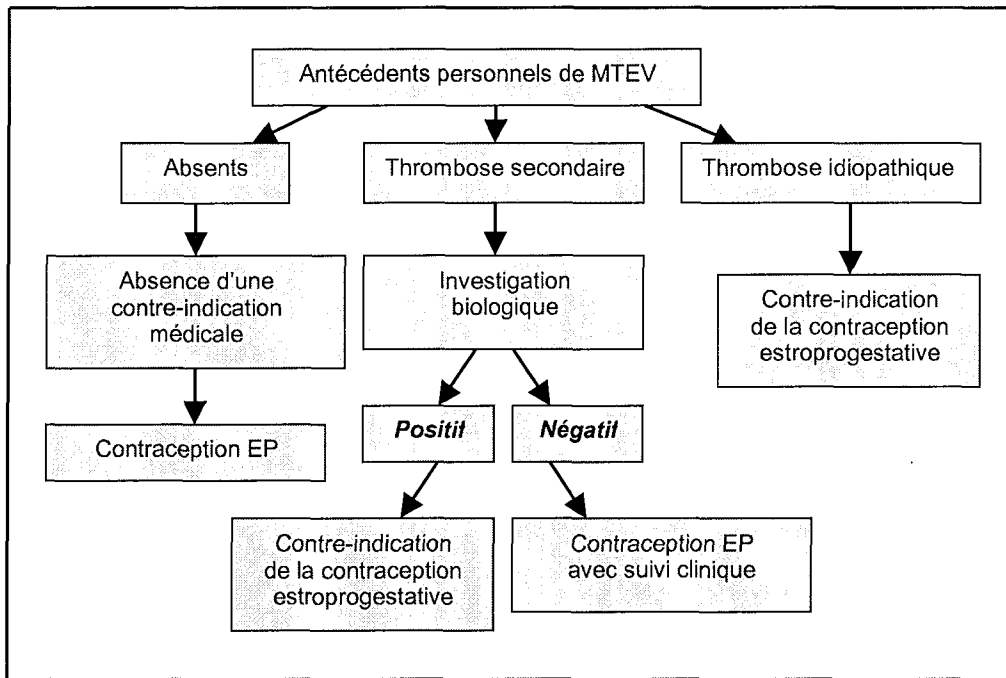 Antécédents personnels de MTEV
Absents
Thrombose secondaire
Thrombose idiopathique
Absence d'une
contre-indication
médicale
Investigation
biologique
Contre-indication
de la contraception
estroprogestative
Contraception EP
Positif
Négatif
Contre-indication
de la contraception
estroprogestative
Contraception EP
avec suivi clinique